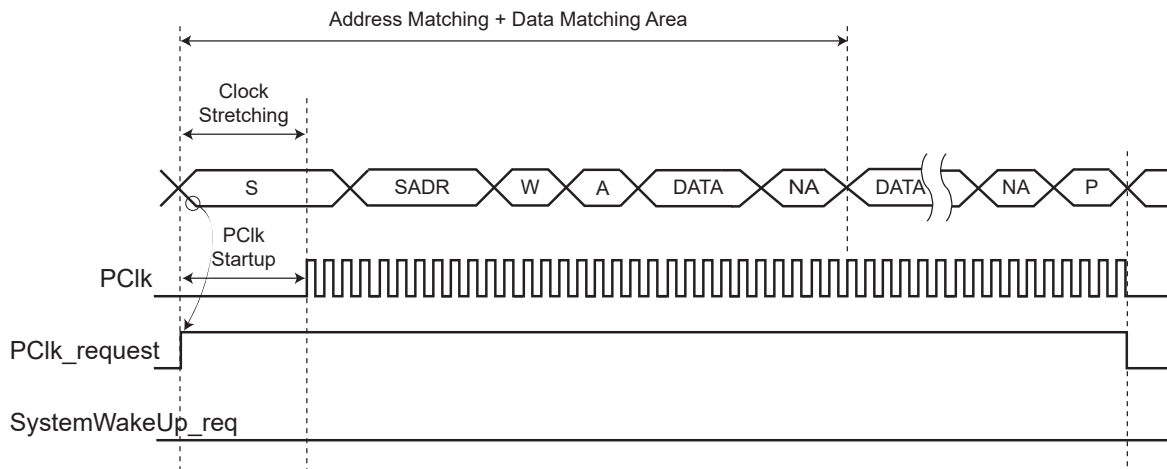 Address Matching + Data Matching Area
Clock
Stretching
S
SADR
W
A
DATA
NA
DATA
NA
P
PClk
Startup
PClk
PClk_request
SystemWakeUp_req